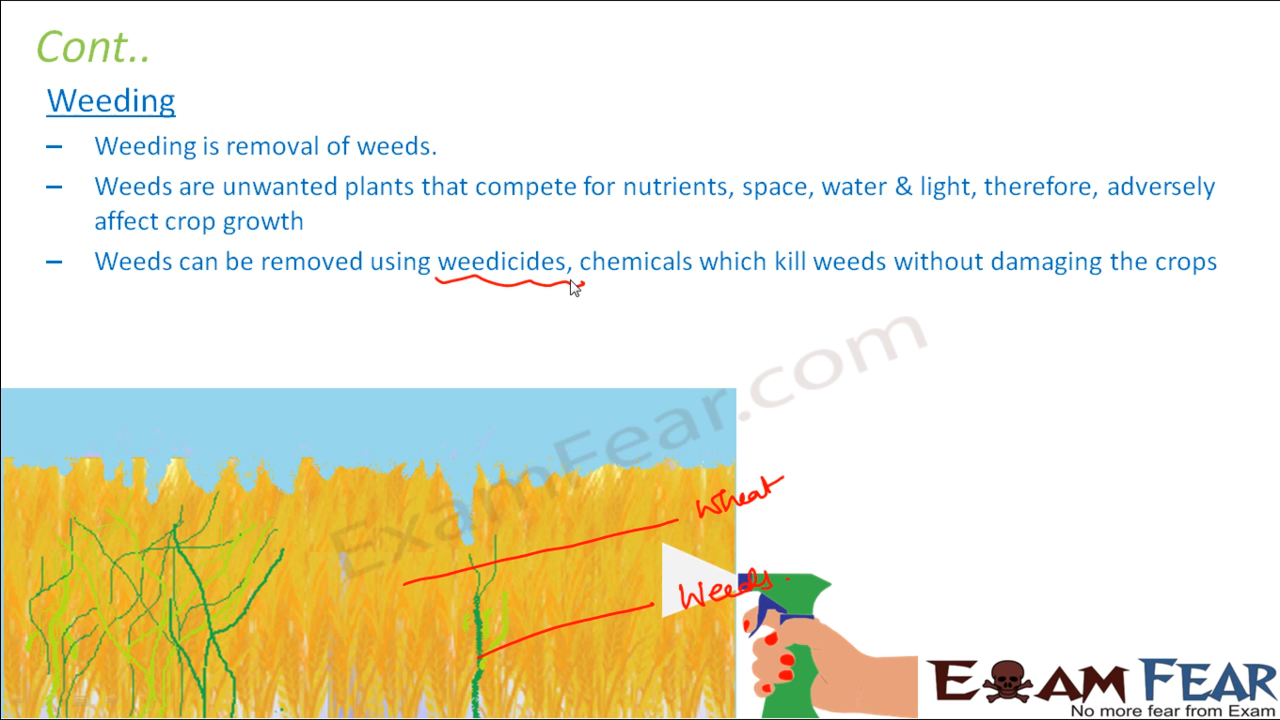 Cont..
Weeding
– Weeding is removal of weeds.
– Weeds are unwanted plants that compete for nutrients, space, water & light, therefore, adversely
affect crop growth
– Weeds can be removed using weedicides, chemicals which kill weeds without damaging the crops
ExamFear.com
Wheat
Weeds.
EXAM FEAR
No more fear from Exam